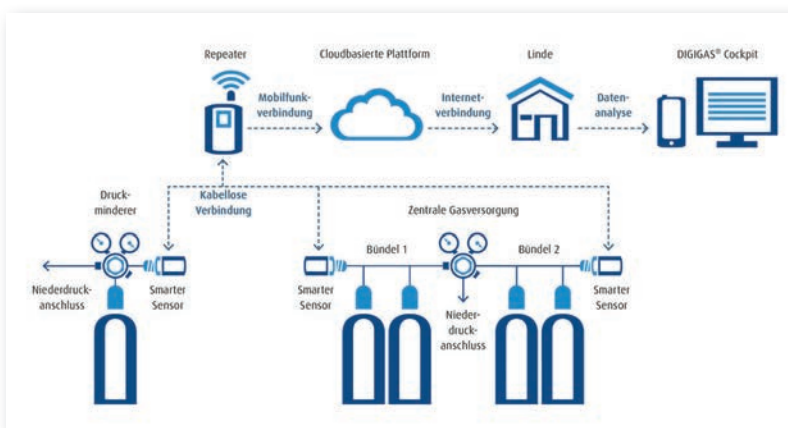 Repeater
Cloudbasierte Plattform
Linde
DIGIGAS® Cockpit
Mobilfunk-
verbindung
Internet-
verbindung
Daten-
analyse
Druck-
minderer
Kabellose
Verbindung
Zentrale Gasversorgung
Bündel 1
Bündel 2
Niederdruck-
anschluss
Smarter
Sensor
Smarter
Sensor
Nieder-
druck-
anschluss
Smarter
Sensor